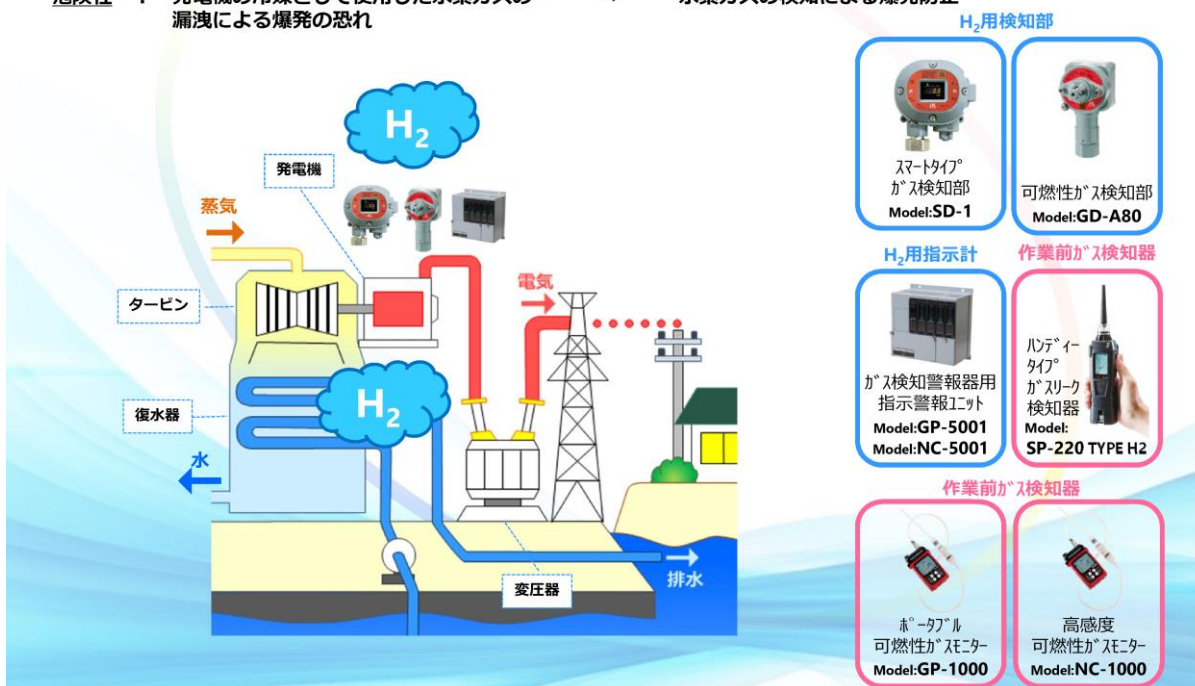 漏洩による爆発の恐れ
H₂用検知部
スマートタイプ
ガス検知部
Model:SD-1
可燃性ガス検知部
Model:GD-A80
H₂
発電機
蒸気
タービン
電気
H₂
復水器
水
変圧器
排水
H₂用指示計
作業前ガス検知器
ガス検知警報器用
指示警報ユニット
Model:GP-5001
Model:NC-5001
ハンディー
タイプ
ガスリーク
検知器
Model:
SP-220 TYPE H2
作業前ガス検知器
ポータブル
可燃性ガスモニター
Model:GP-1000
高感度
可燃性ガスモニター
Model:NC-1000